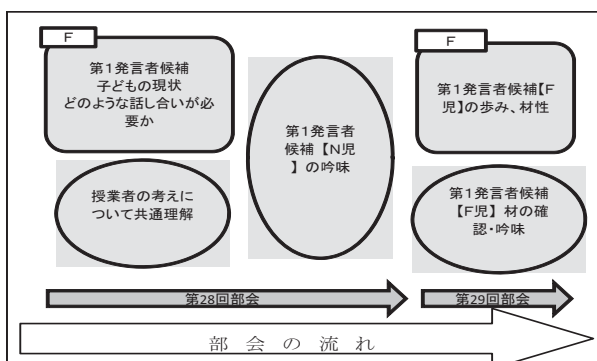 F
第1発言者候補
子どもの現状
どのような話し合いが必
要か
授業者の考えに
ついて共通理解
第1発言者
候補【N児
】の吟味
F
第1発言者候補【F
児】の歩み、材性
第1発言者候補
【F児】材の確
認・吟味
第28回部会
第29回部会
部会の流れ